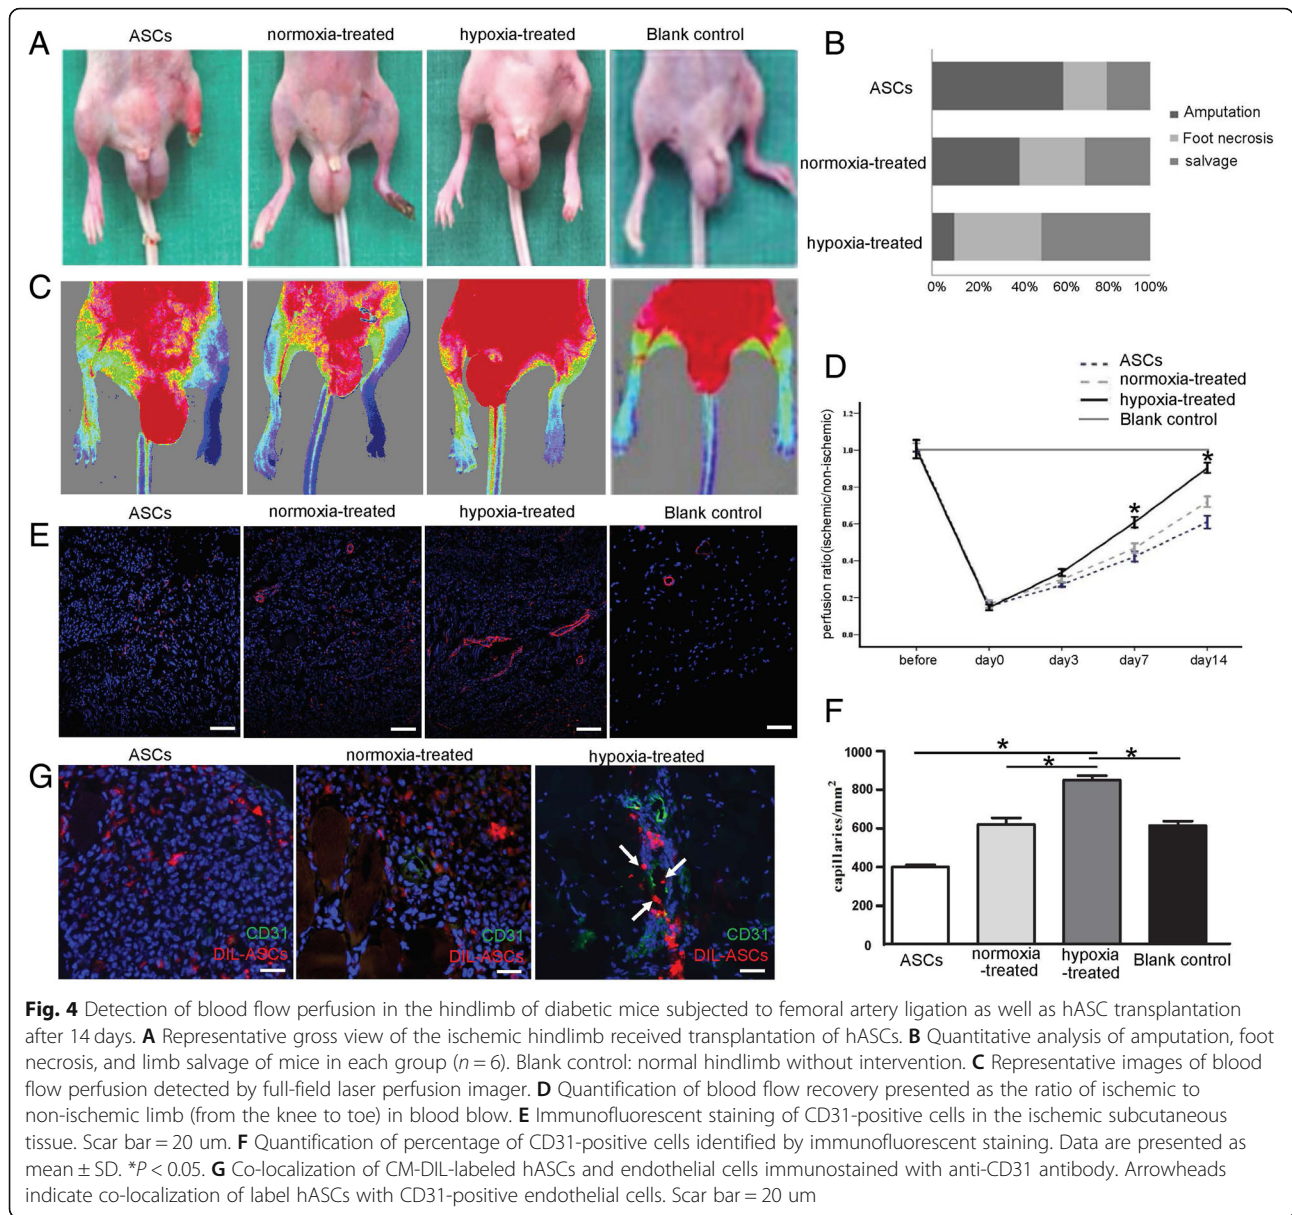 A
ASCs
normoxia-treated
hypoxia-treated
Blank control
B
ASCs
normoxia-treated
hypoxia-treated
0%
20%
40%
60%
80%
100%
Amputation
Foot necrosis
salvage
C
D
ASCs
normoxia-treated
hypoxia-treated
Blank control
perfusion ratio(ischemic/non-ischemic)
1.2
1.0
0.8
0.6
0.4
0.2
0.0
*
*
before
day0
day3
day7
day14
E
ASCs
normoxia-treated
hypoxia-treated
Blank control
F
capillaries/mm²
1000
800
600
400
200
0
*
*
*
ASCs
normoxia
-treated
hypoxia
-treated
Blank control
G
ASCs
normoxia-treated
hypoxia-treated
CD31
DIL-ASCs
CD31
DIL-ASCs
CD31
DIL-ASCs
Fig. 4 Detection of blood flow perfusion in the hindlimb of diabetic mice subjected to femoral artery ligation as well as hASC transplantation
after 14 days. A Representative gross view of the ischemic hindlimb received transplantation of hASCs. B Quantitative analysis of amputation, foot
necrosis, and limb salvage of mice in each group (n = 6). Blank control: normal hindlimb without intervention. C Representative images of blood
flow perfusion detected by full-field laser perfusion imager. D Quantification of blood flow recovery presented as the ratio of ischemic to
non-ischemic limb (from the knee to toe) in blood blow. E Immunofluorescent staining of CD31-positive cells in the ischemic subcutaneous
tissue. Scar bar = 20 um. F Quantification of percentage of CD31-positive cells identified by immunofluorescent staining. Data are presented as
mean ± SD. *P < 0.05. G Co-localization of CM-DIL-labeled hASCs and endothelial cells immunostained with anti-CD31 antibody. Arrowheads
indicate co-localization of label hASCs with CD31-positive endothelial cells. Scar bar = 20 um